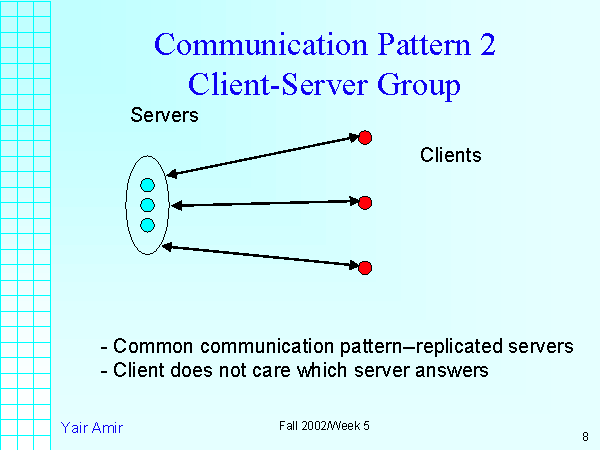 Communication Pattern 2
Client-Server Group
Servers
Clients
- Common communication pattern–replicated servers
- Client does not care which server answers
Yair Amir
Fall 2002/Week 5
8